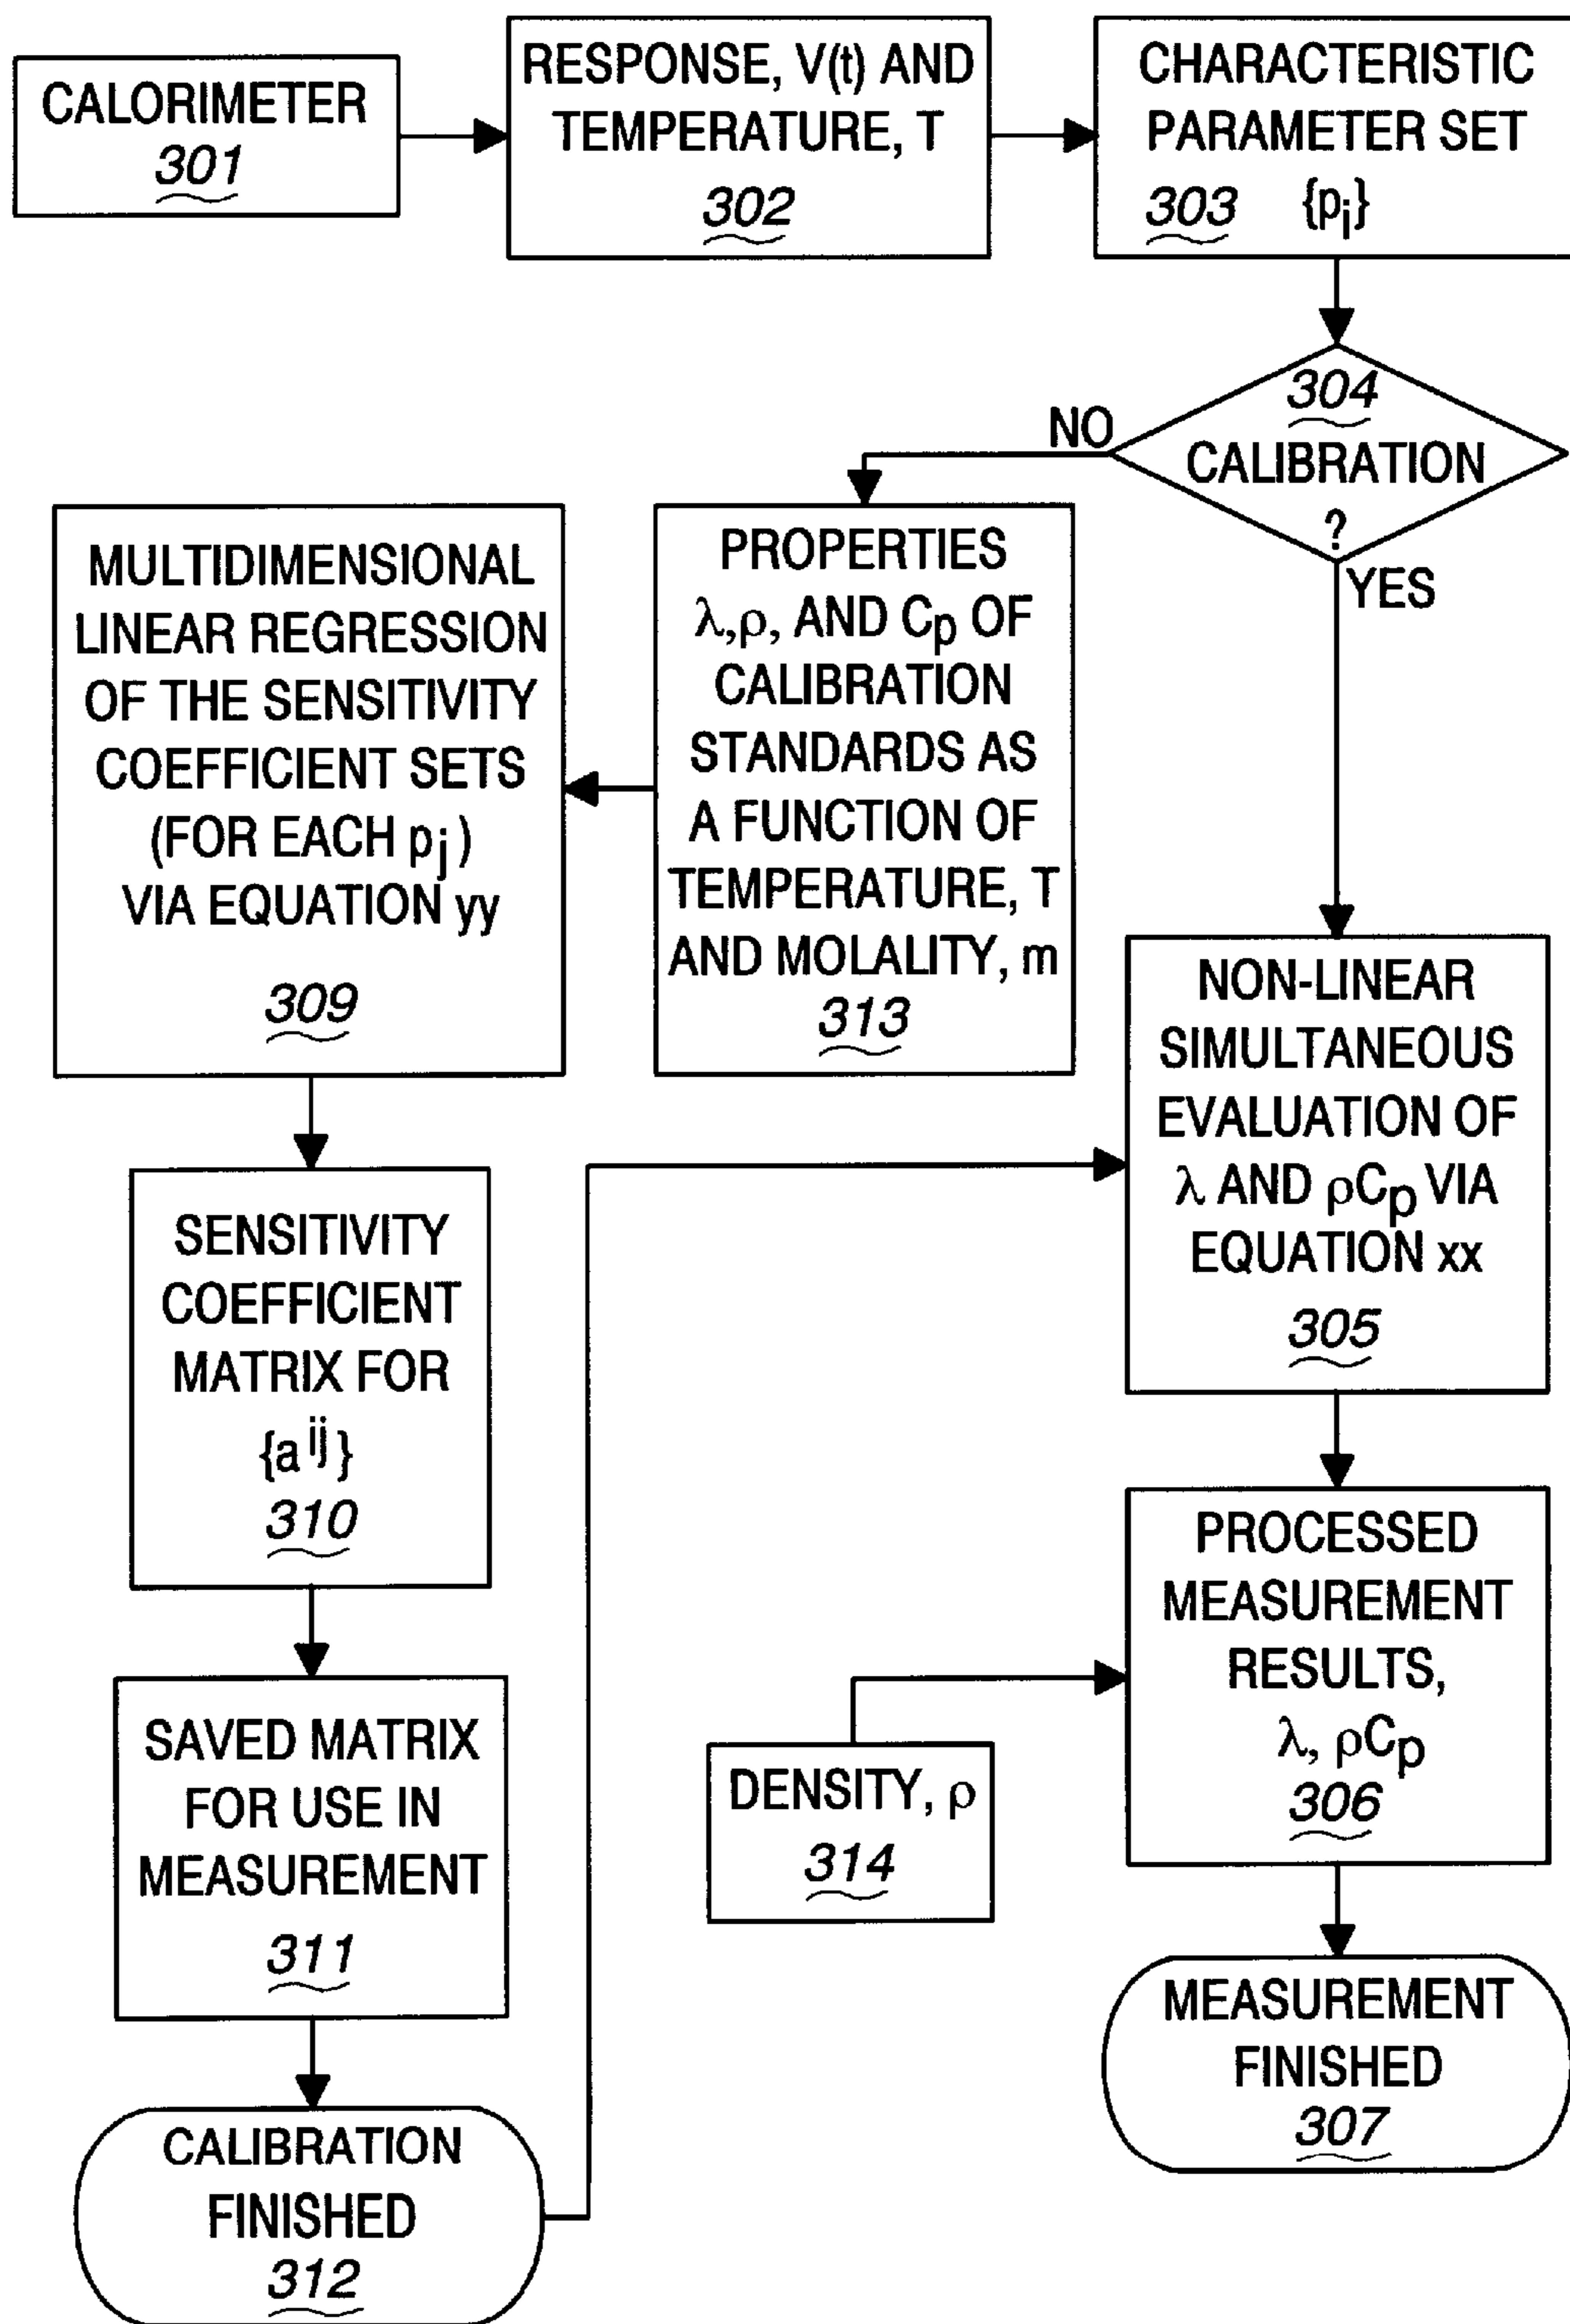 CALORIMETER
301
RESPONSE, V(t) AND
TEMPERATURE, T
302
CHARACTERISTIC
PARAMETER SET
303 {pi}
304
CALIBRATION
?
NO
YES
MULTIDIMENSIONAL
LINEAR REGRESSION
OF THE SENSITIVITY
COEFFICIENT SETS
(FOR EACH pj)
VIA EQUATION yy
309
PROPERTIES
λ,ρ, AND Cp OF
CALIBRATION
STANDARDS AS
A FUNCTION OF
TEMPERATURE, T
AND MOLALITY, m
313
NON-LINEAR
SIMULTANEOUS
EVALUATION OF
λ AND ρCp VIA
EQUATION xx
305
SENSITIVITY
COEFFICIENT
MATRIX FOR
{a ij}
310
PROCESSED
MEASUREMENT
RESULTS,
λ, ρCp
306
SAVED MATRIX
FOR USE IN
MEASUREMENT
311
DENSITY, ρ
314
MEASUREMENT
FINISHED
307
CALIBRATION
FINISHED
312